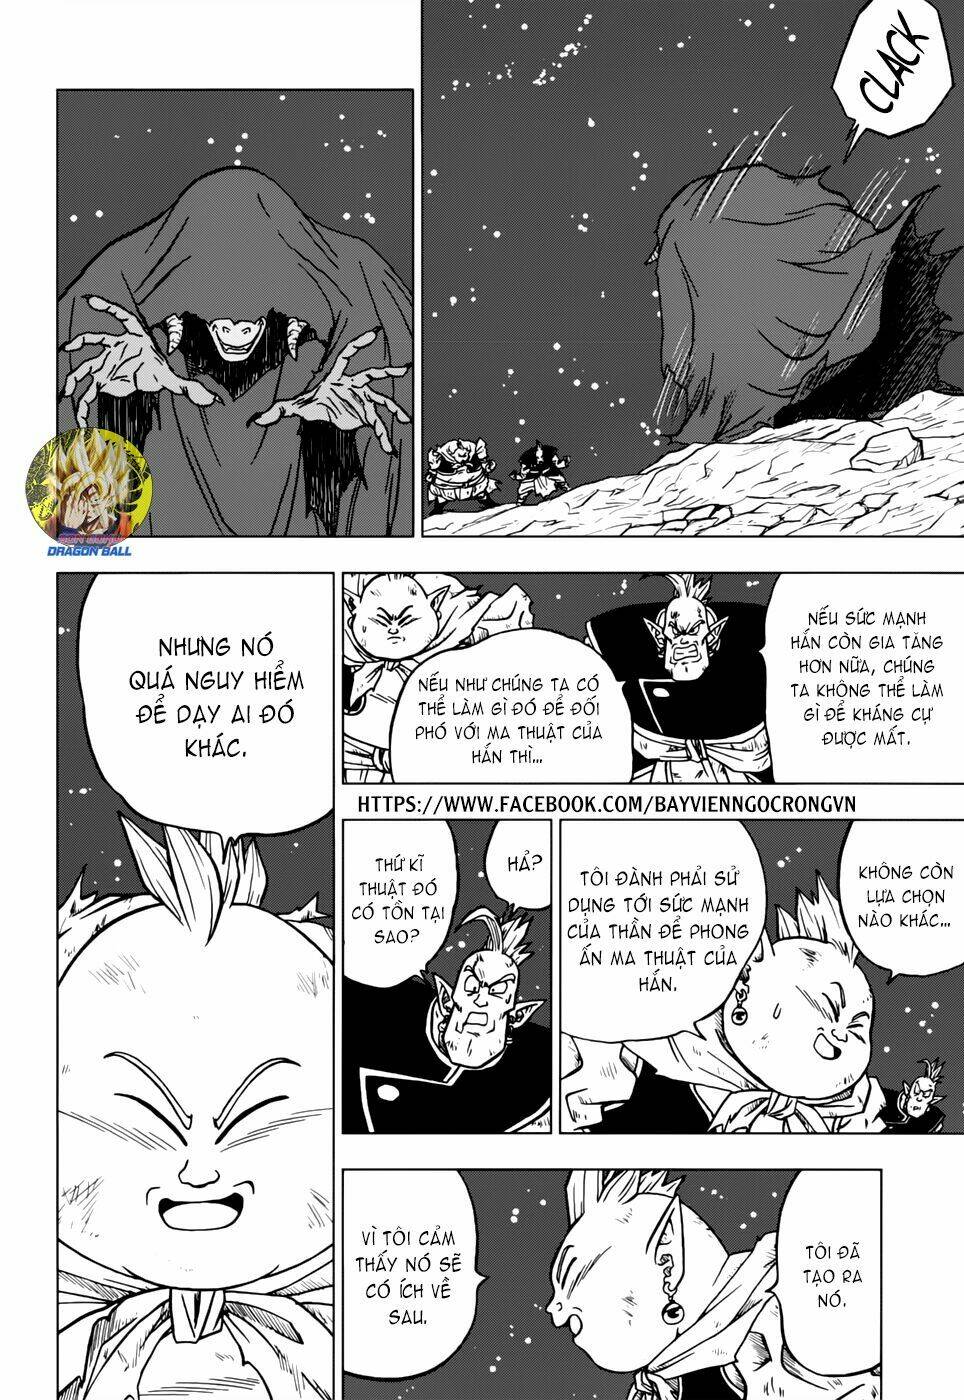 CLACK
SON GOKU
DRAGON BALL
NẾU SỨC MẠNH
HẮN CÒN GIA TĂNG
HƠN NỮA, CHÚNG
TA KHÔNG THỂ LÀM
GÌ ĐỂ KHÁNG CỰ
ĐƯỢC MẤT.
NẾU NHƯ CHÚNG TA CÓ
THỂ LÀM GÌ ĐÓ ĐỂ ĐỐI
PHÓ VỚI MA THUẬT CỦA
HẮN THÌ...
NHƯNG NÓ
QUÁ NGUY HIỂM
ĐỂ DẠY AI ĐÓ
KHÁC.
HTTPS://WWW.FACEBOOK.COM/BAYVIENNGOCRONGVN
KHÔNG CÒN
LỰA CHỌN
NÀO KHÁC...
TÔI ĐÀNH PHẢI SỬ
DỤNG TỚI SỨC MẠNH
CỦA THẦN ĐỂ PHONG
ẤN MA THUẬT CỦA
HẮN.
HẢ?
THỨ KĨ
THUẬT ĐÓ
CÓ TỒN TẠI
SAO?
TÔI ĐÃ
TẠO RA
NÓ.
VÌ TÔI CẢM
THẤY NÓ SẼ
CÓ ÍCH VỀ
SAU.